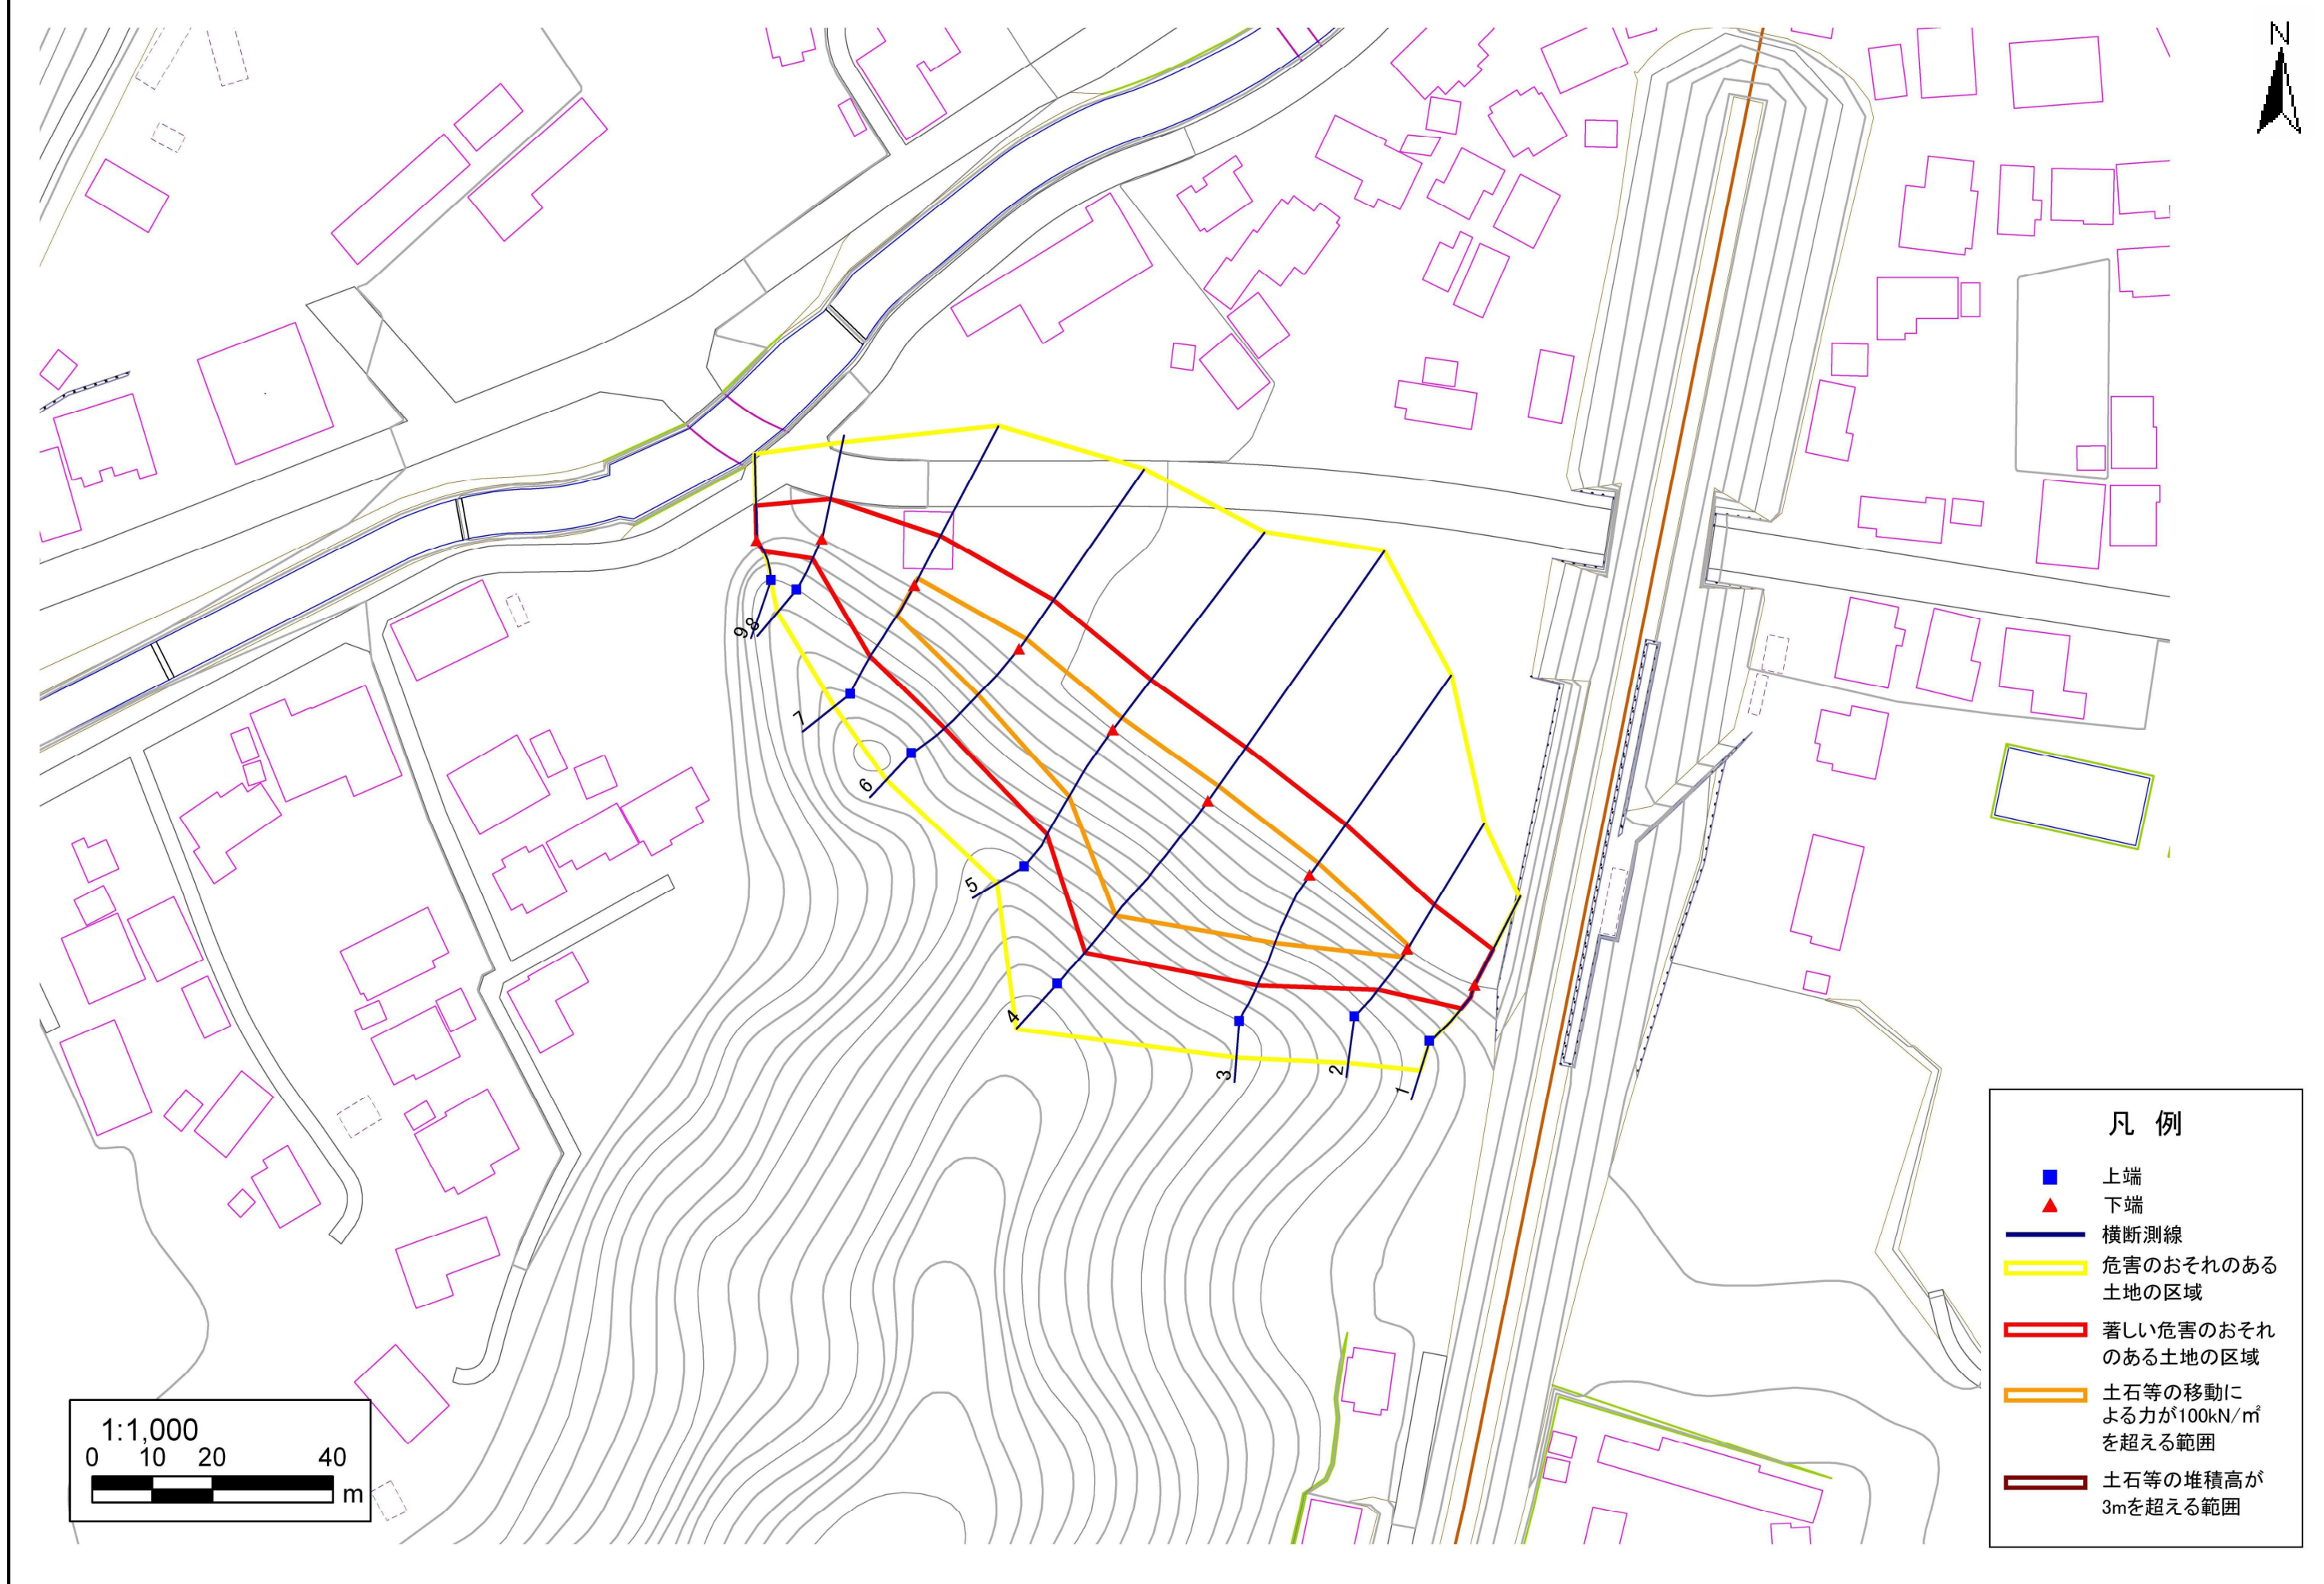 N
9
8
7
6
5
4
3
2
1
凡 例
上端
下端
横断測線
危害のおそれのある
土地の区域
著しい危害のおそれ
のある土地の区域
土石等の移動に
よる力が100kN/㎡
を超える範囲
土石等の堆積高が
3mを超える範囲
1:1,000
0 10 20 40
m